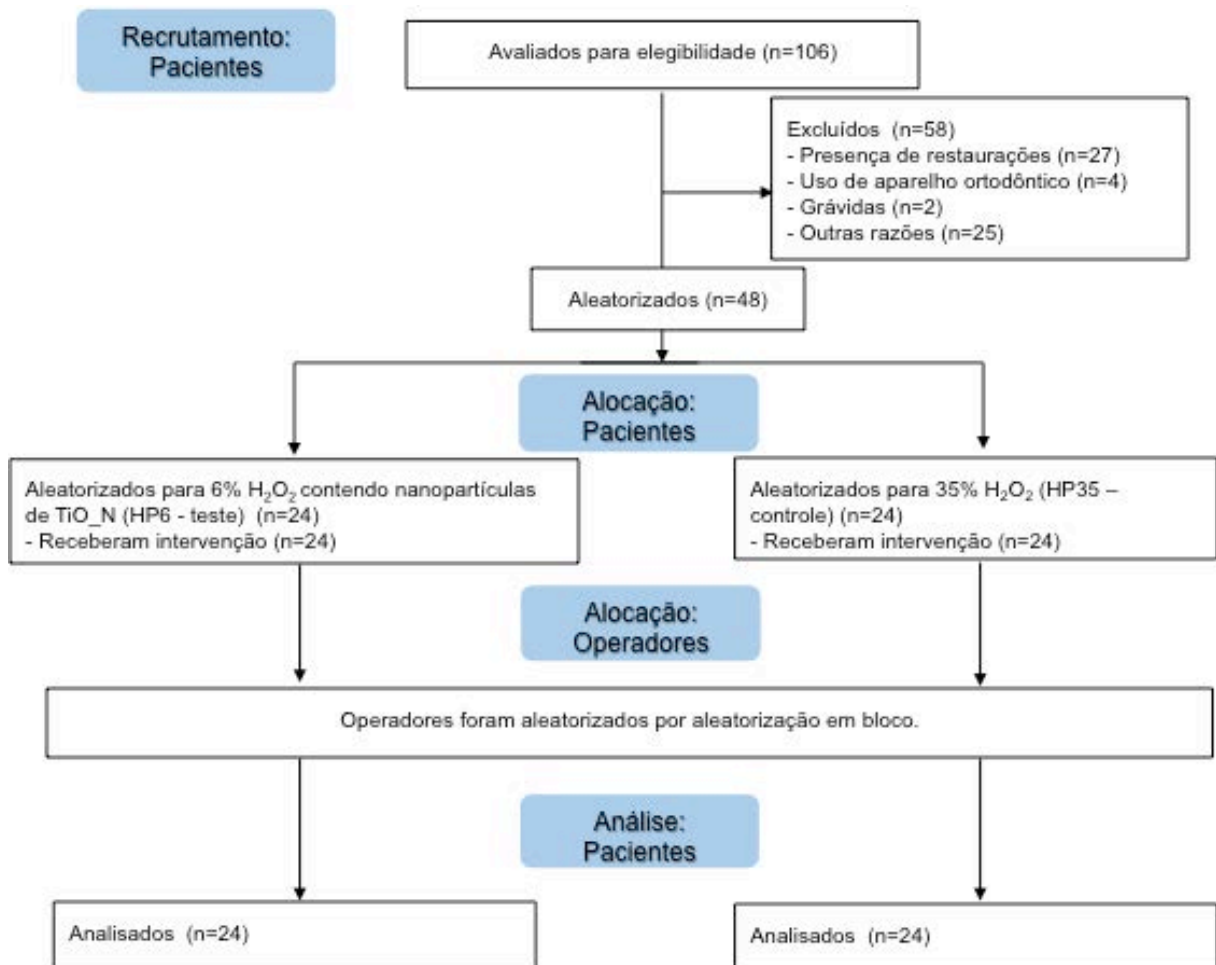 Recrutamento:
Pacientes
Avaliados para elegibilidade (n=106)
Excluídos (n=58)
- Presença de restaurações (n=27)
- Uso de aparelho ortodôntico (n=4)
- Grávidas (n=2)
- Outras razões (n=25)
Aleatorizados (n=48)
Alocação:
Pacientes
Aleatorizados para 6% H₂O₂ contendo nanopartículas
de TiO_N (HP6 - teste) (n=24)
- Receberam intervenção (n=24)
Aleatorizados para 35% H₂O₂ (HP35 –
controle) (n=24)
- Receberam intervenção (n=24)
Alocação:
Operadores
Operadores foram aleatorizados por aleatorização em bloco.
Análise:
Pacientes
Analisados (n=24)
Analisados (n=24)